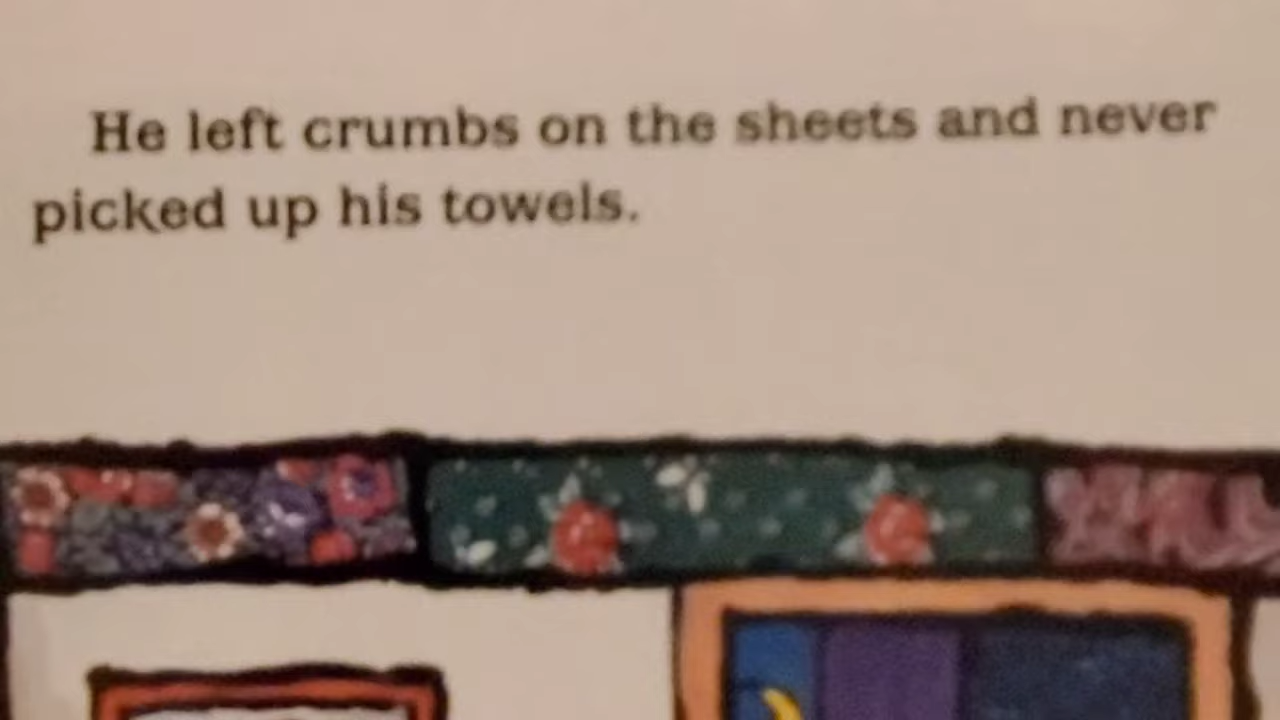 He left crumbs on the sheets and never
picked up his towels.